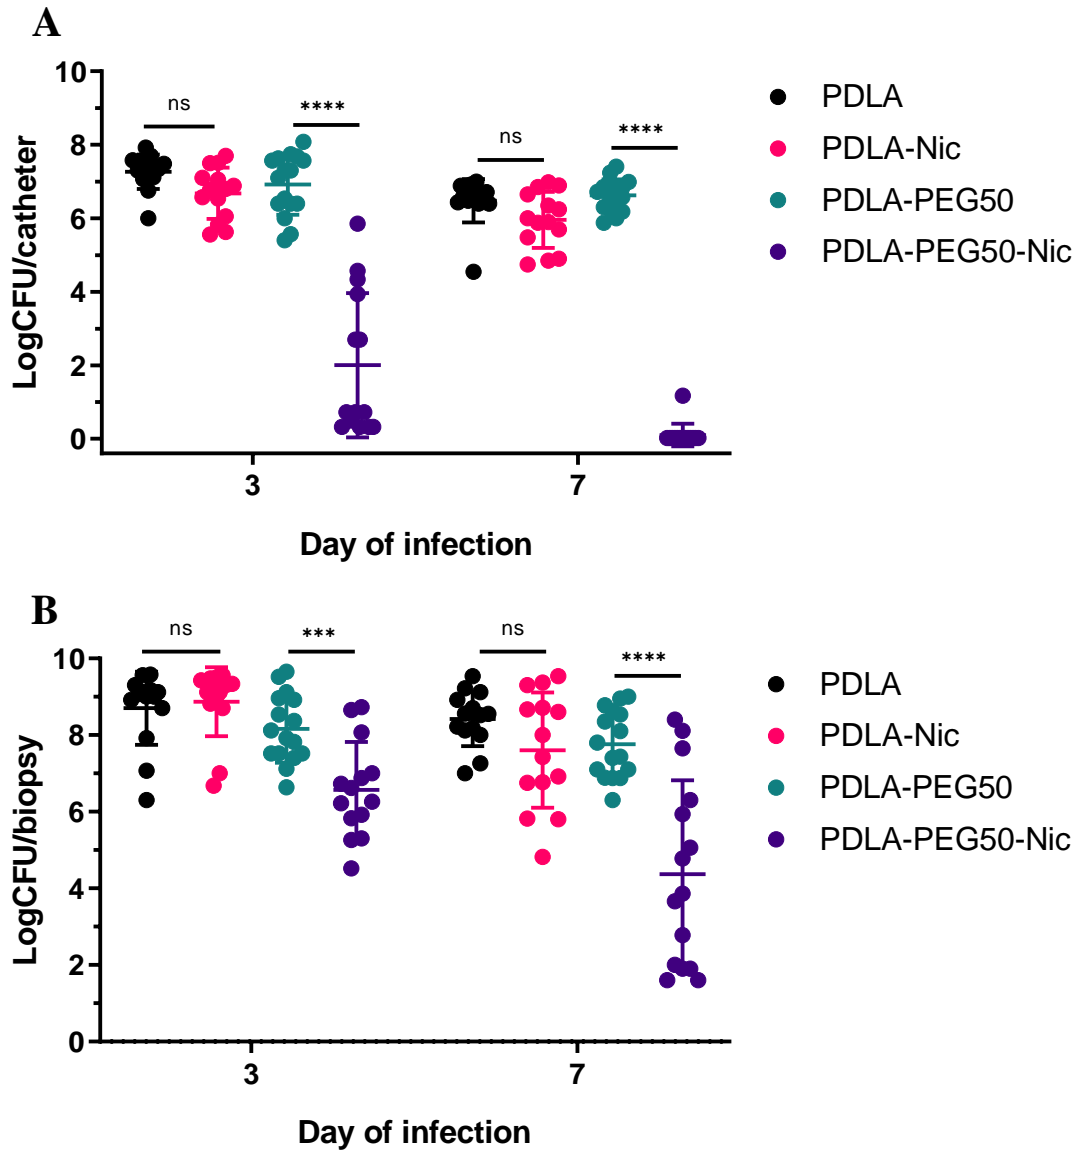 A
10
8
6
4
2
0
LogCFU/catheter
ns
****
ns
****
3
7
Day of infection
PDLA
PDLA-Nic
PDLA-PEG50
PDLA-PEG50-Nic
B
10
8
6
4
2
0
LogCFU/biopsy
ns
***
ns
****
3
7
Day of infection
PDLA
PDLA-Nic
PDLA-PEG50
PDLA-PEG50-Nic